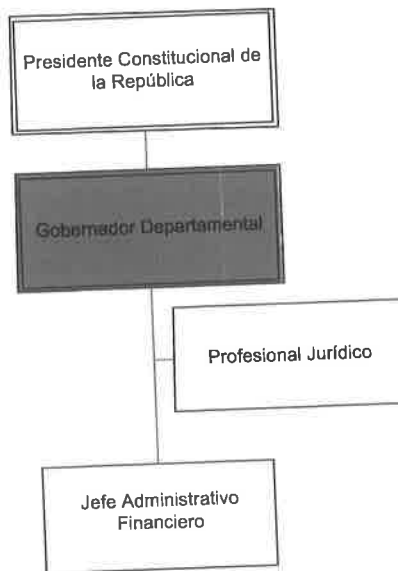 Presidente Constitucional de
la República
Gobernador Departamental
Profesional Jurídico
Jefe Administrativo
Financiero